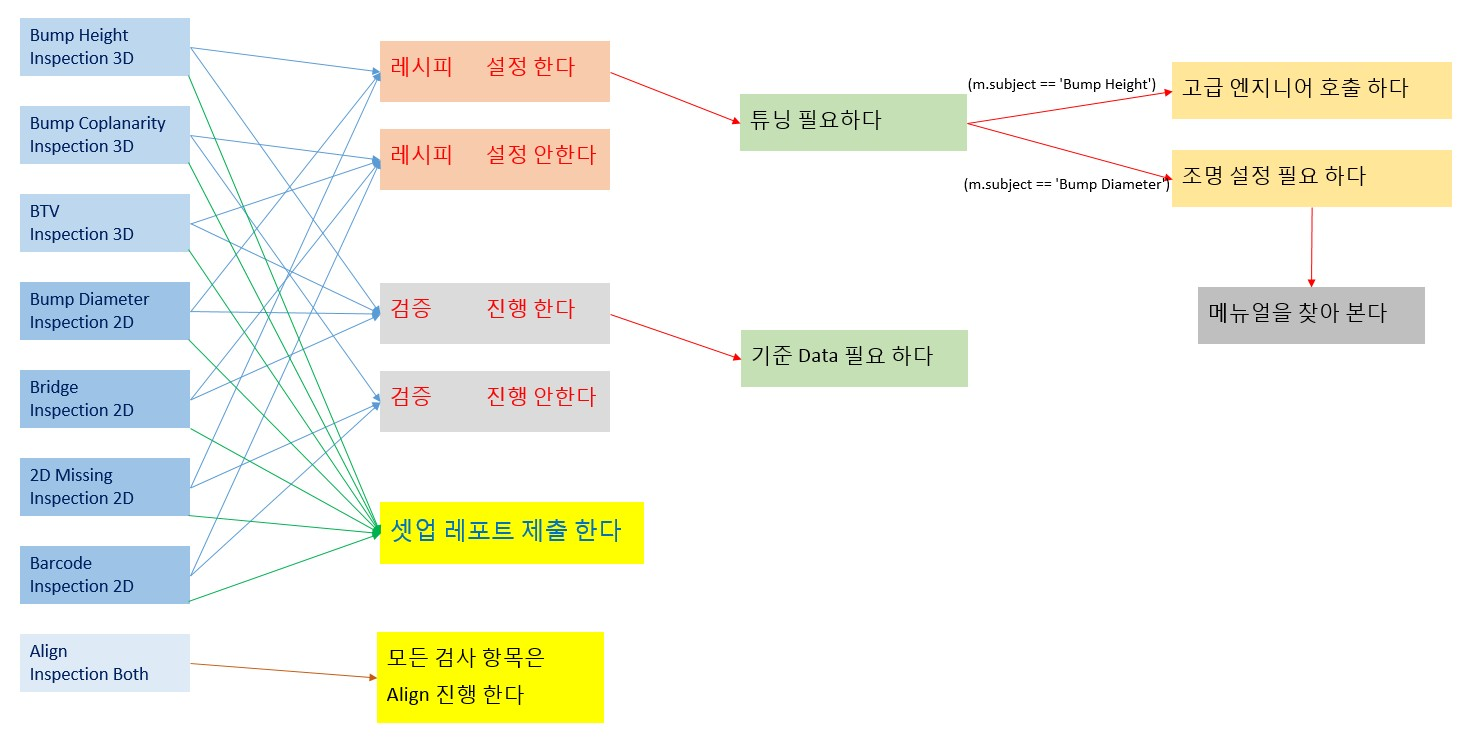 Bump Height
Inspection 3D
Bump Coplanarity
Inspection 3D
BTV
Inspection 3D
Bump Diameter
Inspection 2D
Bridge
Inspection 2D
2D Missing
Inspection 2D
Barcode
Inspection 2D
Align
Inspection Both
레시피 설정 한다
레시피 설정 안한다
검증 진행 한다
검증 진행 안한다
셋업 레포트 제출 한다
모든 검사 항목은
Align 진행 한다
튜닝 필요하다
기준 Data 필요 하다
(m.subject == 'Bump Height')
(m.subject == 'Bump Diameter')
고급 엔지니어 호출 하다
조명 설정 필요 하다
메뉴얼을 찾아 본다